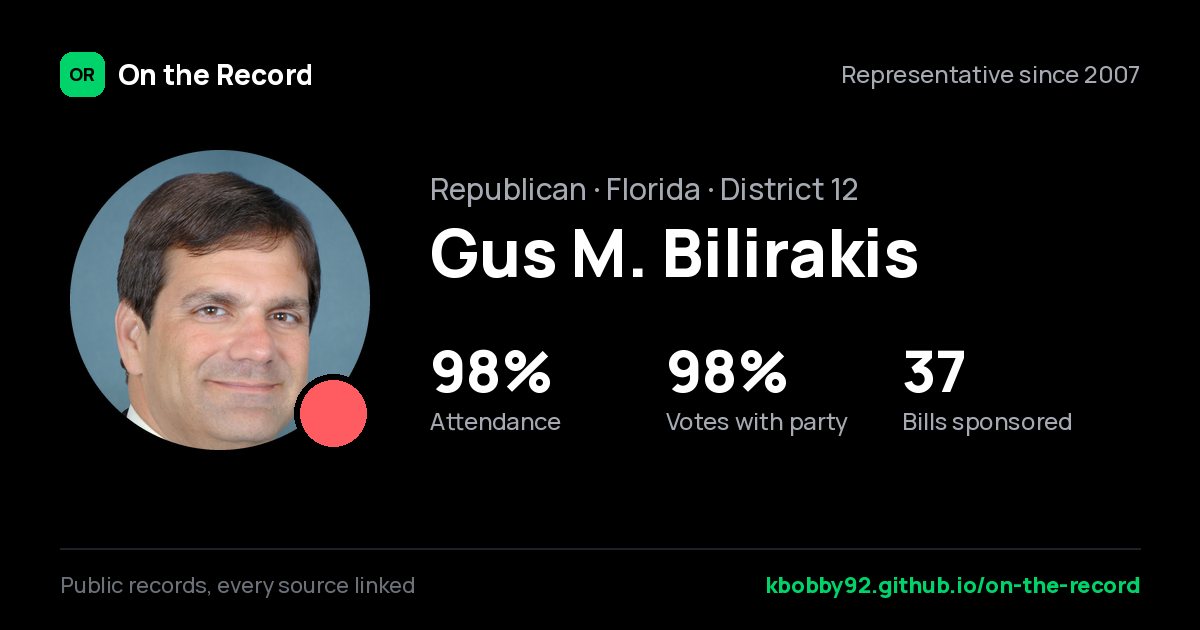 OR On the Record
Representative since 2007
Republican · Florida · District 12
Gus M. Bilirakis
98% 98% 37
Attendance Votes with party Bills sponsored
Public records, every source linked
kbobby92.github.io/on-the-record